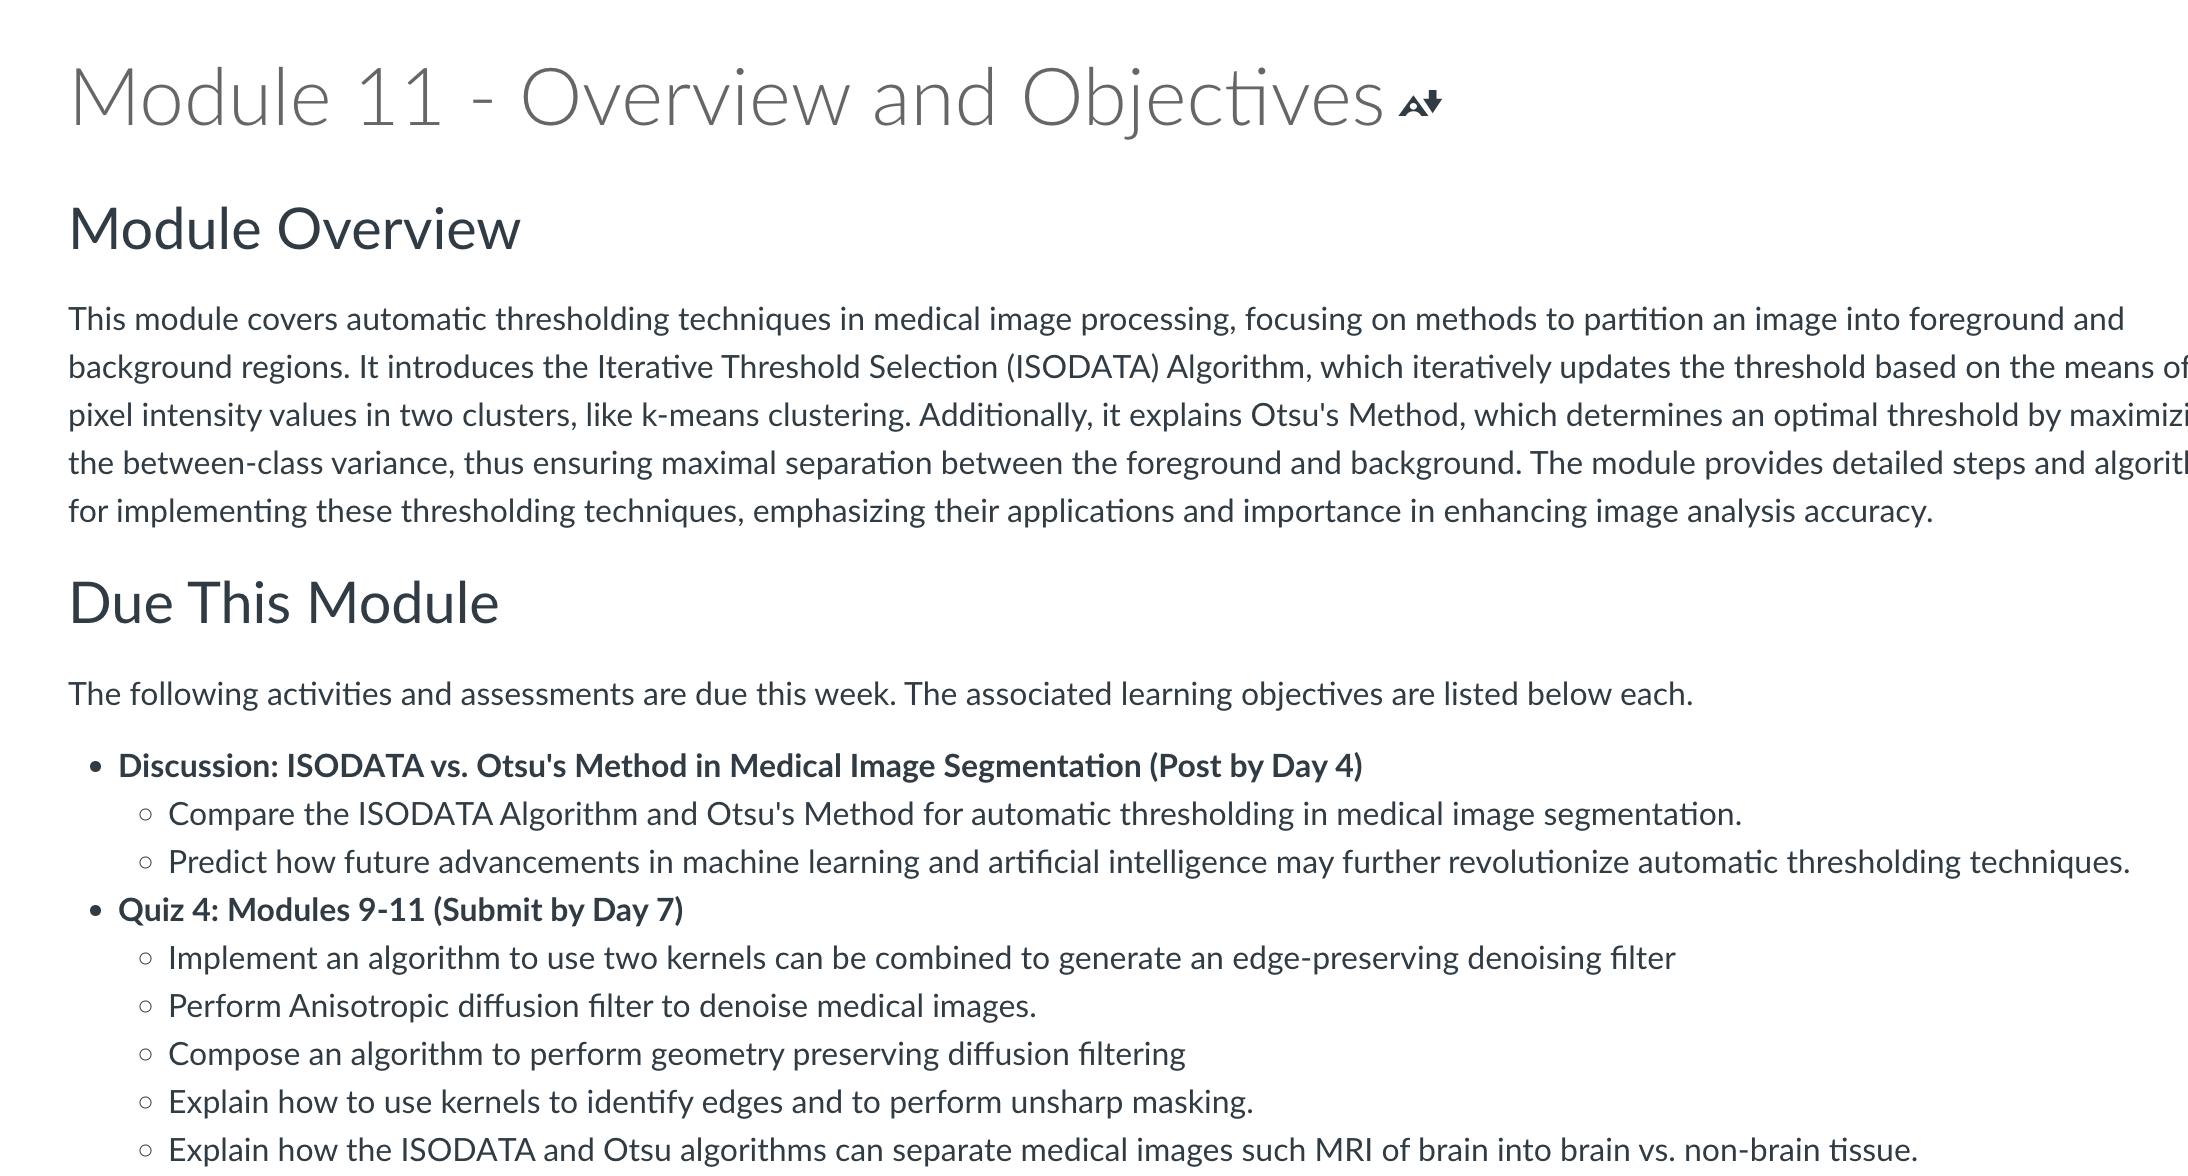 Module 11 - Overview and Objectives
Module Overview
This module covers automatic thresholding techniques in medical image processing, focusing on methods to partition an image into foreground and
background regions. It introduces the Iterative Threshold Selection (ISODATA) Algorithm, which iteratively updates the threshold based on the means of
pixel intensity values in two clusters, like k-means clustering. Additionally, it explains Otsu's Method, which determines an optimal threshold by
the between-class variance, thus ensuring maximal separation between the foreground and background. The module provides detailed steps and
for implementing these thresholding techniques, emphasizing their applications and importance in enhancing image analysis accuracy.
Due This Module
The following activities and assessments are due this week. The associated learning objectives are listed below each.
• Discussion: ISODATA vs. Otsu's Method in Medical Image Segmentation (Post by Day 4)
◦ Compare the ISODATA Algorithm and Otsu's Method for automatic thresholding in medical image segmentation.
◦ Predict how future advancements in machine learning and artificial intelligence may further revolutionize automatic thresholding techniques.
• Quiz 4: Modules 9-11 (Submit by Day 7)
◦ Implement an algorithm to use two kernels can be combined to generate an edge-preserving denoising filter
◦ Perform Anisotropic diffusion filter to denoise medical images.
◦ Compose an algorithm to perform geometry preserving diffusion filtering
◦ Explain how to use kernels to identify edges and to perform unsharp masking.
◦ Explain how the ISODATA and Otsu algorithms can separate medical images such MRI of brain into brain vs. non-brain tissue.